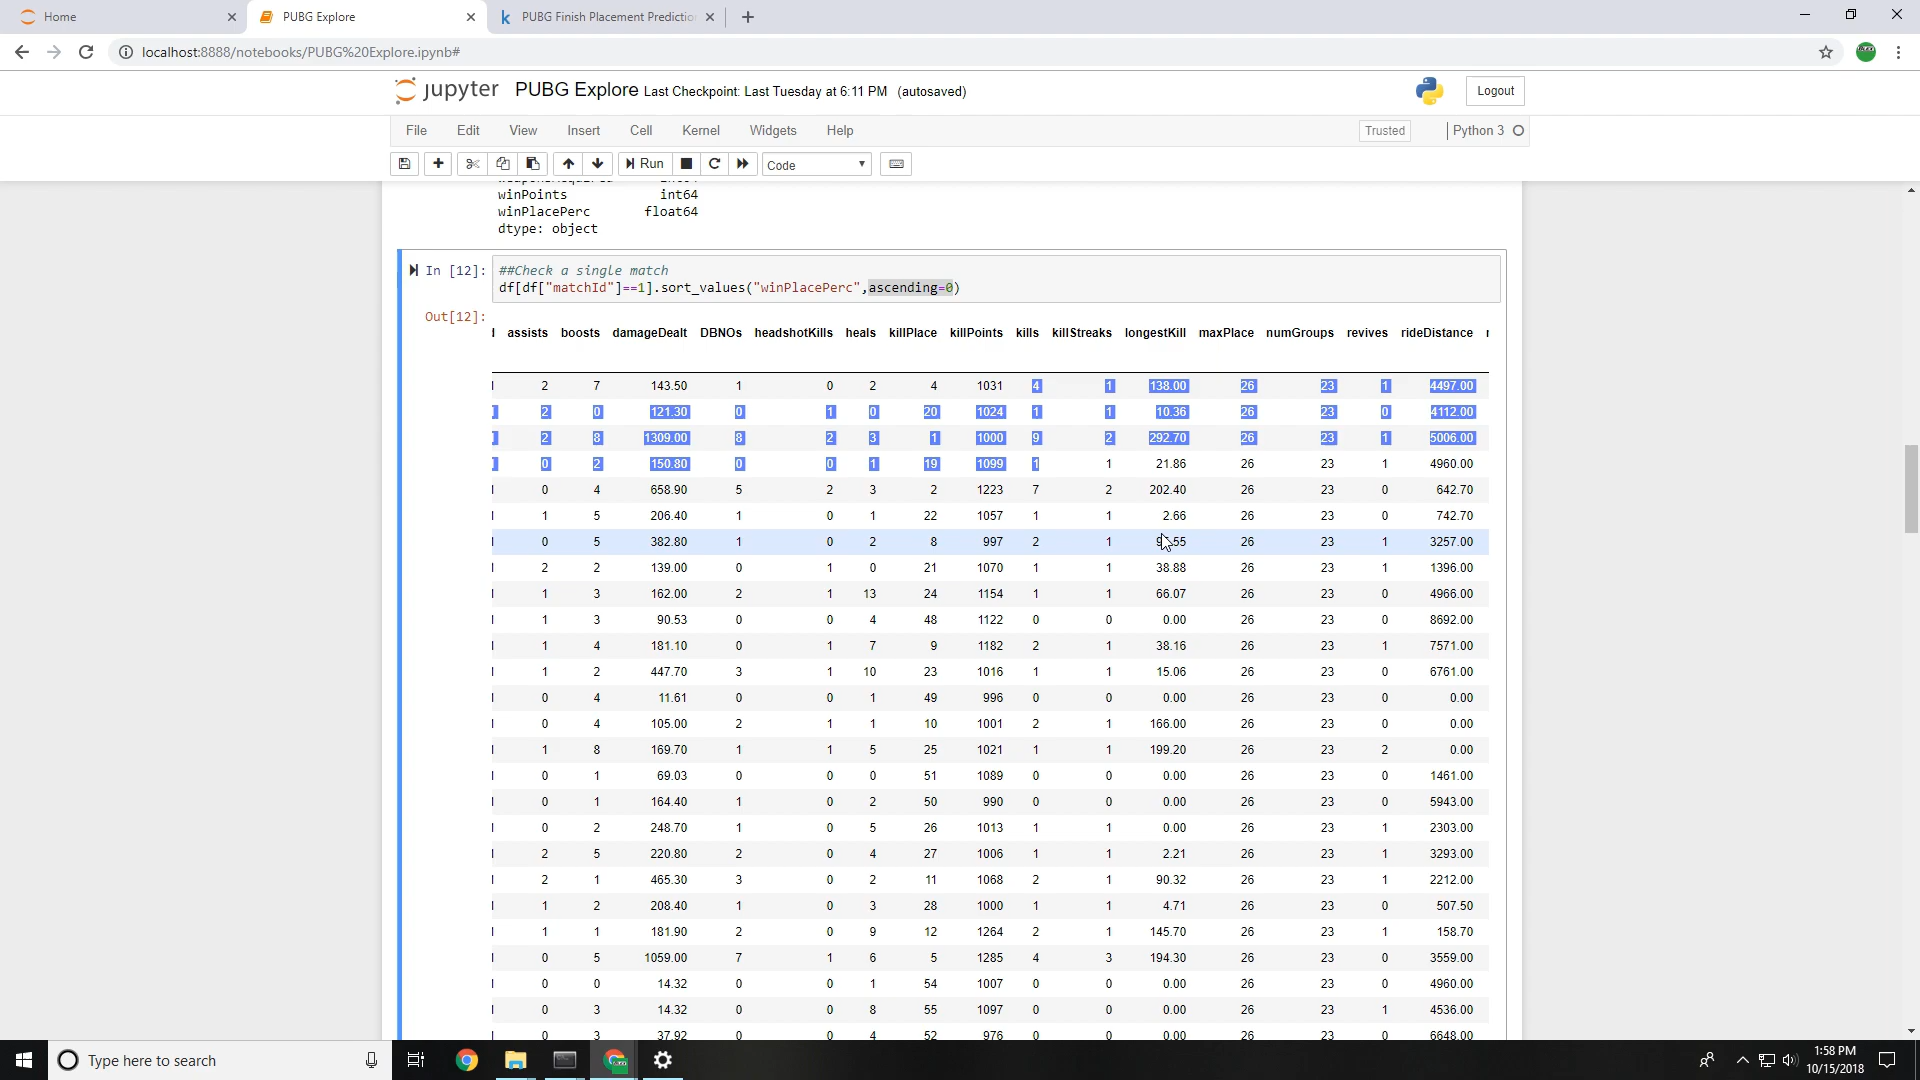 Home
PUBG Explore
PUBG Finish Placement Prediction
localhost:8888/notebooks/PUBG%20Explore.ipynb#
jupyter PUBG Explore Last Checkpoint: Last Tuesday at 6:11 PM (autosaved)
Logout
File Edit View Insert Cell Kernel Widgets Help
Trusted
Python 3
Run
Code
winPoints int64
winPlacePerc float64
dtype: object
In [12]:
##Check a single match
df[df["matchId"]==1].sort_values("winPlacePerc",ascending=0)
Out[12]:
assists boosts damageDealt DBNOs headshotKills heals killPlace killPoints kills killStreaks longestKill maxPlace numGroups revives rideDistance
2 7 143.50 1 0 2 4 1031 4 1 138.00 26 23 1 4497.00
2 0 121.30 0 1 0 20 1024 1 1 10.36 26 23 0 4112.00
2 8 1309.00 8 2 3 1 1000 9 2 292.70 26 23 1 5006.00
0 2 150.80 0 0 1 19 1099 1 1 21.86 26 23 1 4960.00
0 4 658.90 5 2 3 2 1223 7 2 202.40 26 23 0 642.70
1 5 206.40 1 0 1 22 1057 1 1 2.66 26 23 0 742.70
0 5 382.80 1 0 2 8 997 2 1 26 23 1 3257.00
2 2 139.00 0 1 0 21 1070 1 1 38.88 26 23 1 1396.00
1 3 162.00 2 1 13 24 1154 1 1 66.07 26 23 0 4966.00
1 3 90.53 0 0 4 48 1122 0 0 0.00 26 23 0 8692.00
1 4 181.10 0 1 7 9 1182 2 1 38.16 26 23 1 7571.00
1 2 447.70 3 1 10 23 1016 1 1 15.06 26 23 0 6761.00
0 4 11.61 0 0 1 49 996 0 0 0.00 26 23 0 0.00
0 4 105.00 2 1 1 10 1001 2 1 166.00 26 23 0 0.00
1 8 169.70 1 1 5 25 1021 1 1 199.20 26 23 2 0.00
0 1 69.03 0 0 0 51 1089 0 0 0.00 26 23 0 1461.00
0 1 164.40 1 0 2 50 990 0 0 0.00 26 23 0 5943.00
0 2 248.70 1 0 5 26 1013 1 1 0.00 26 23 1 2303.00
2 5 220.80 2 0 4 27 1006 1 1 2.21 26 23 1 3293.00
2 1 465.30 3 0 2 11 1068 2 1 90.32 26 23 1 2212.00
1 2 208.40 1 0 3 28 1000 1 1 4.71 26 23 0 507.50
1 1 181.90 2 0 9 12 1264 2 1 145.70 26 23 1 158.70
0 5 1059.00 7 1 6 5 1285 4 3 194.30 26 23 0 3559.00
0 0 14.32 0 0 1 54 1007 0 0 0.00 26 23 0 4960.00
0 3 14.32 0 0 8 55 1097 0 0 0.00 26 23 1 4536.00
0 3 37.92 0 0 4 52 976 0 0 0.00 26 23 0 6648.00
Type here to search
1:58 PM
10/15/2018